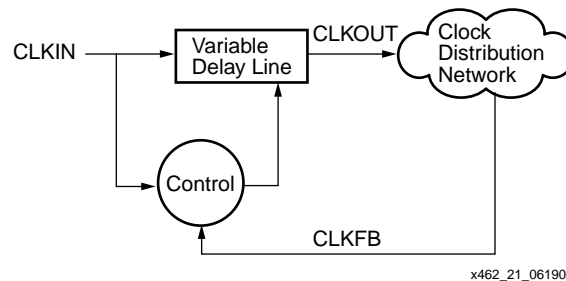 CLKIN
Variable
Delay Line
CLKOUT
Clock
Distribution
Network
Control
CLKFB
x462_21_06190